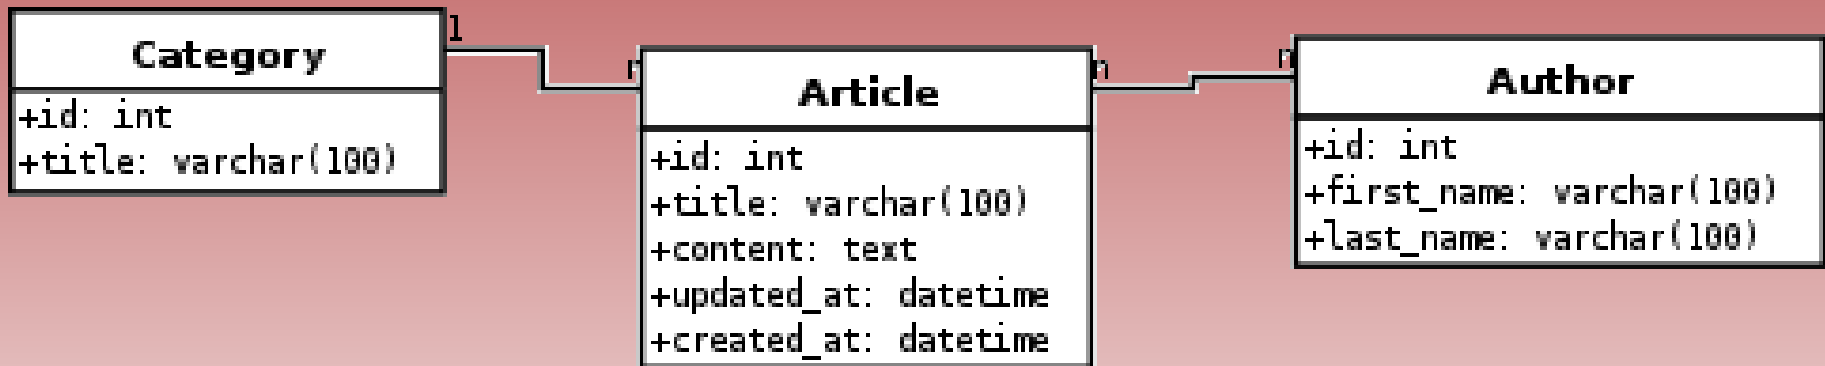 Category
+id: int
+title: varchar(100)
1
n
Article
+id: int
+title: varchar(100)
+content: text
+updated_at: datetime
+created_at: datetime
n
n
Author
+id: int
+first_name: varchar(100)
+last_name: varchar(100)